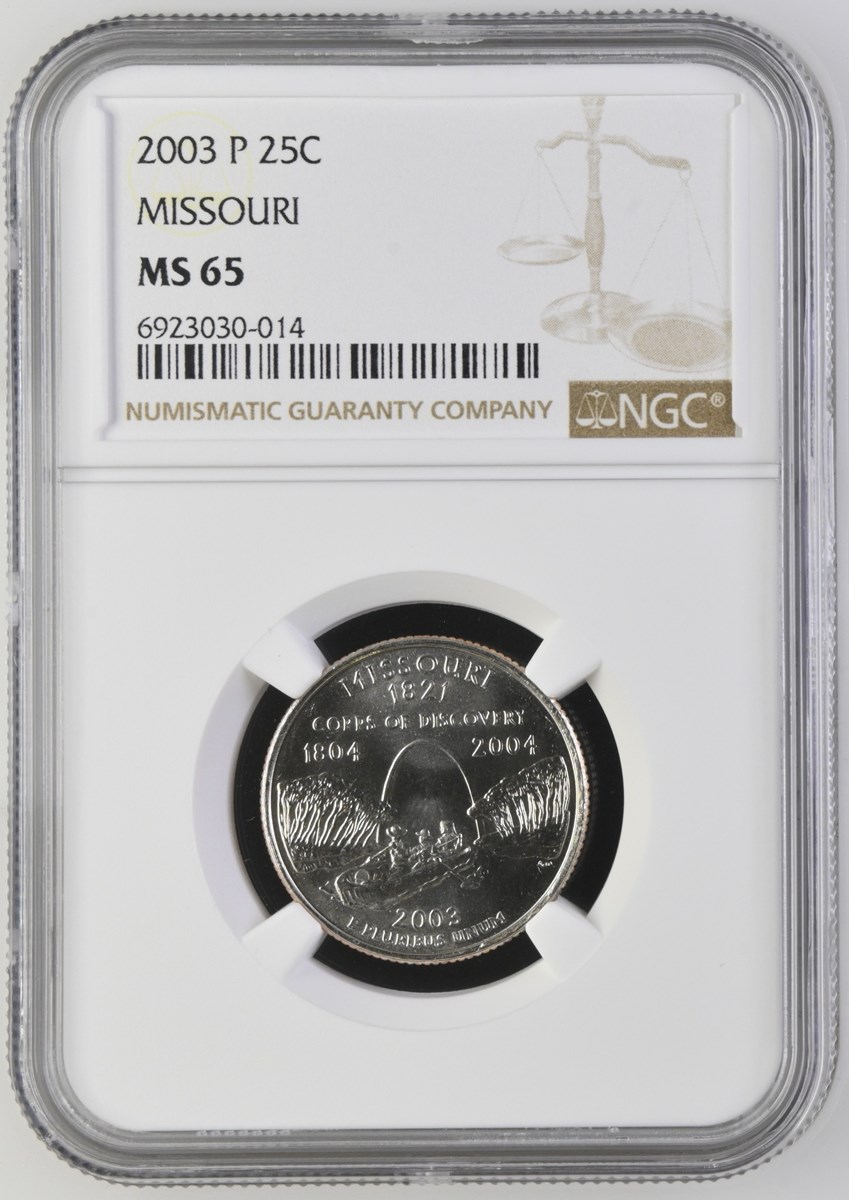 2003 P 25C
MISSOURI
MS 65
6923030-014
NUMISMATIC GUARANTY COMPANY
NGC®
MISSOURI
1821
CORPS OF DISCOVERY
1804 2004
2003
E PLURIBUS UNUM